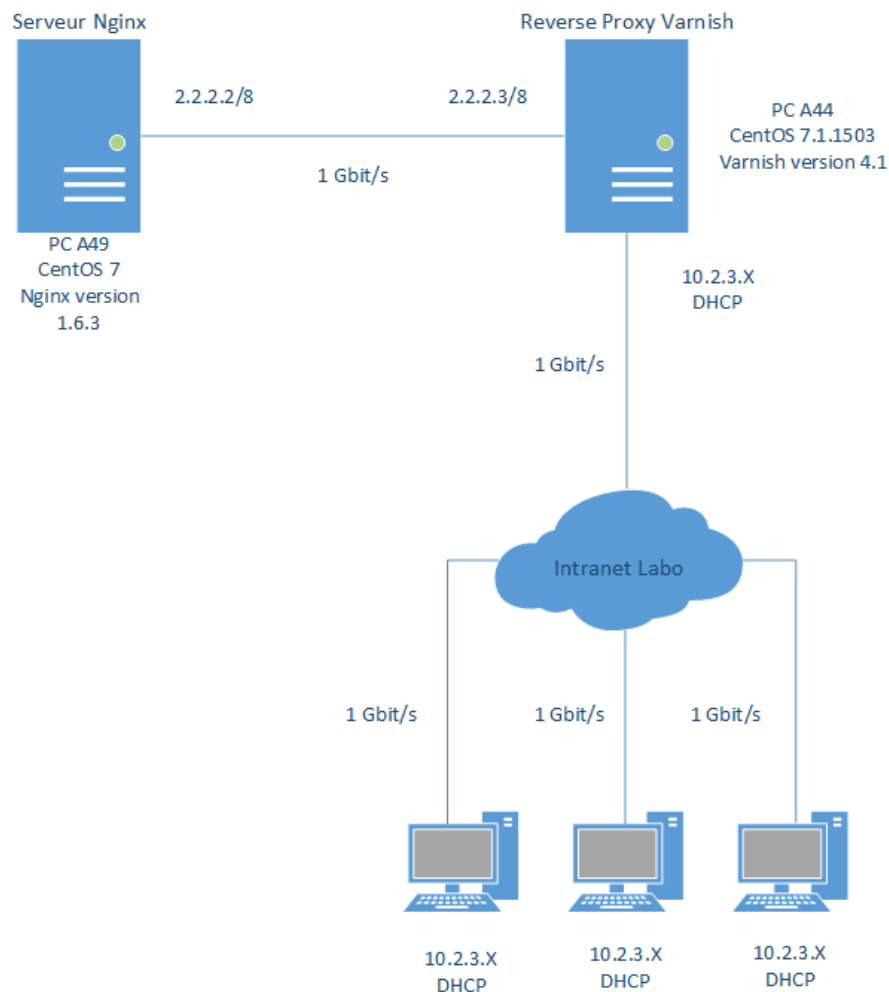 Serveur Nginx
Reverse Proxy Varnish
2.2.2.2/8
2.2.2.3/8
1 Gbit/s
PC A44
CentOS 7.1.1503
Varnish version 4.1
PC A49
CentOS 7
Nginx version
1.6.3
10.2.3.X
DHCP
1 Gbit/s
Intranet Labo
1 Gbit/s
1 Gbit/s
1 Gbit/s
10.2.3.X
DHCP
10.2.3.X
DHCP
10.2.3.X
DHCP